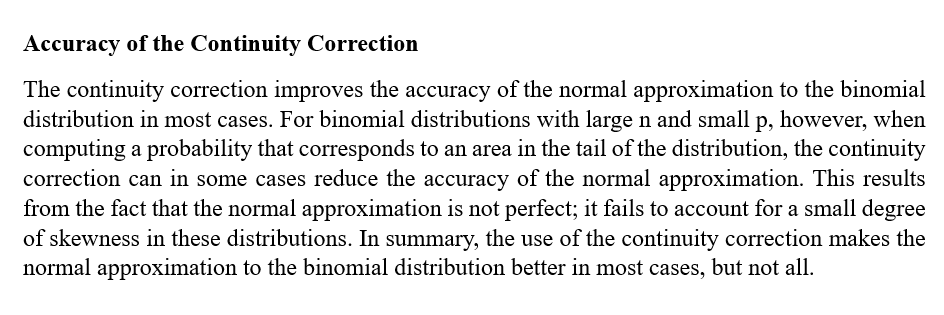 Accuracy of the Continuity Correction
The continuity correction improves the accuracy of the normal approximation to the binomial
distribution in most cases. For binomial distributions with large n and small p, however, when
computing a probability that corresponds to an area in the tail of the distribution, the continuity
correction can in some cases reduce the accuracy of the normal approximation. This results
from the fact that the normal approximation is not perfect; it fails to account for a small degree
of skewness in these distributions. In summary, the use of the continuity correction makes the
normal approximation to the binomial distribution better in most cases, but not all.